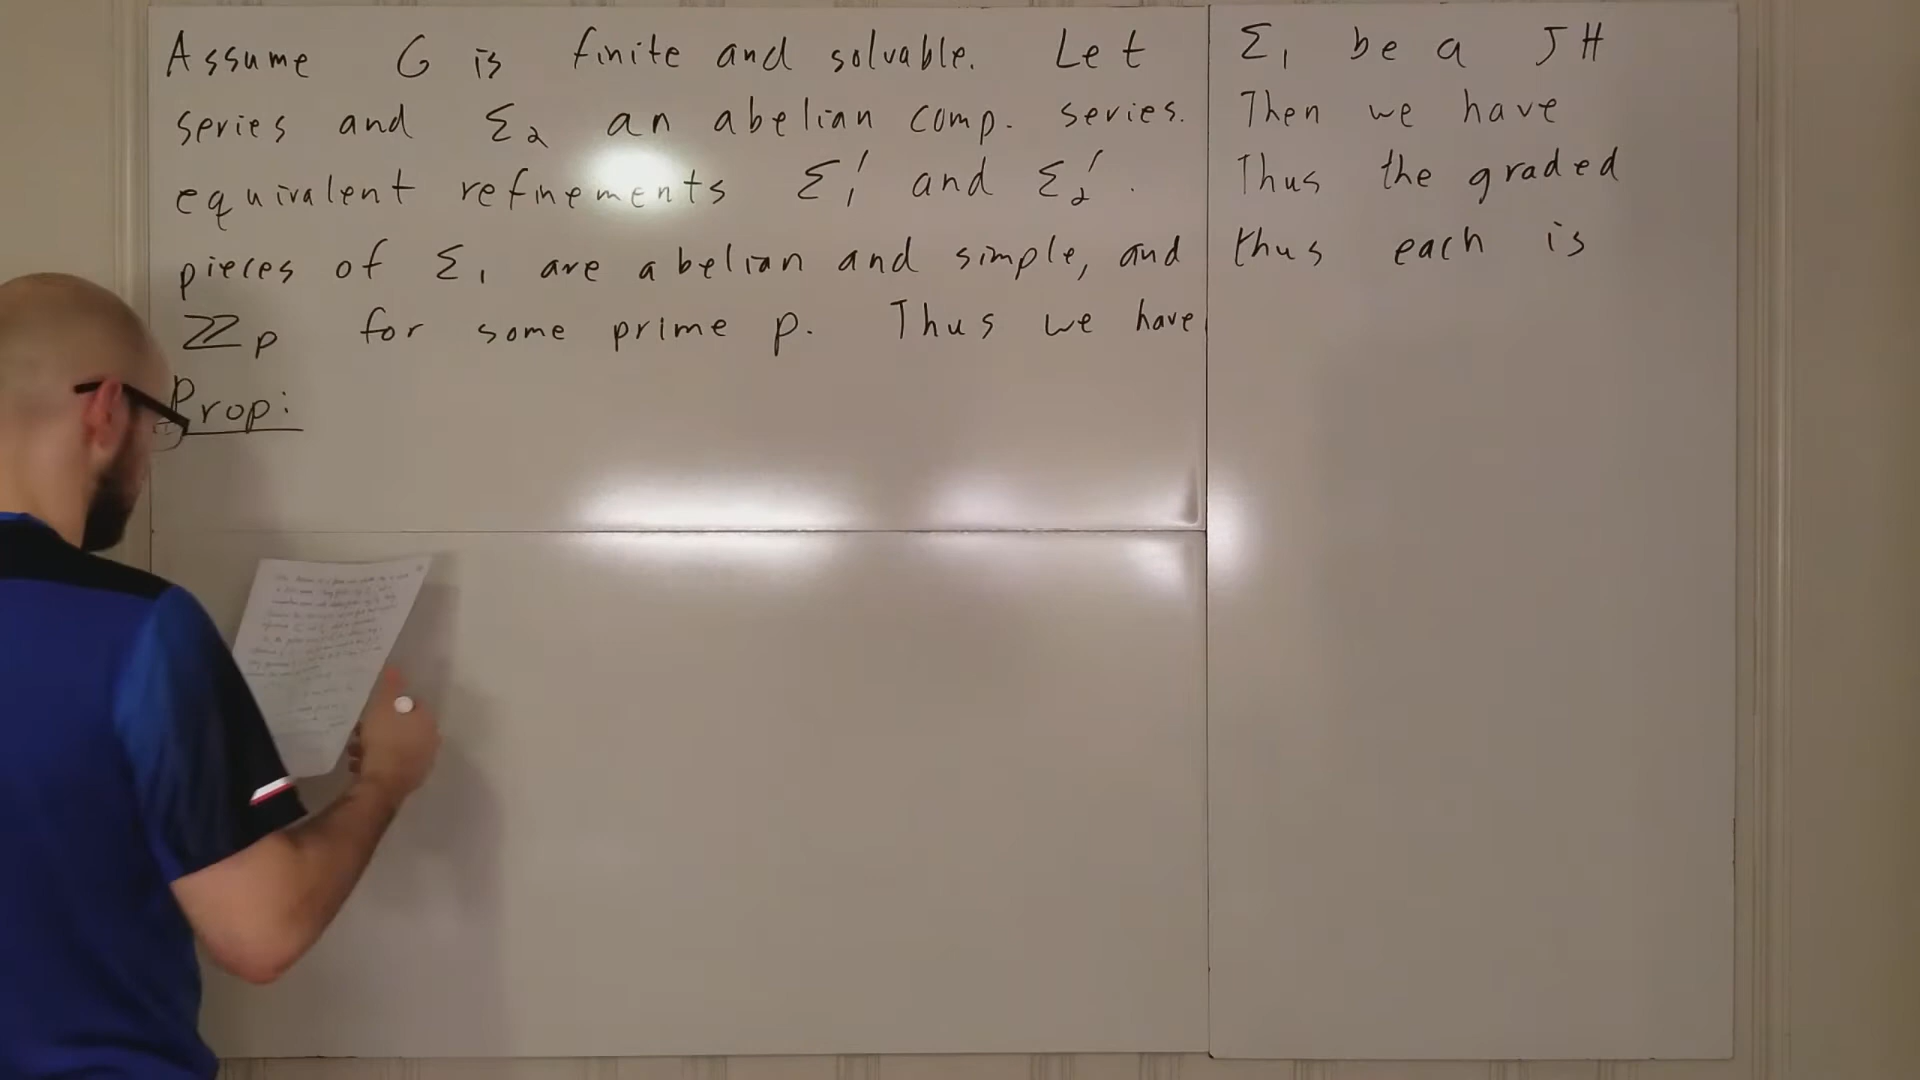 Assume G is finite and solvable. Let Σ₁ be a JH
series and Σ₂ an abelian comp. series. Then we have
equivalent refinements Σ₁′ and Σ₂′. Thus the graded
pieces of Σ₁ are abelian and simple, and thus each is
ℤₚ for some prime p. Thus we have
Prop: